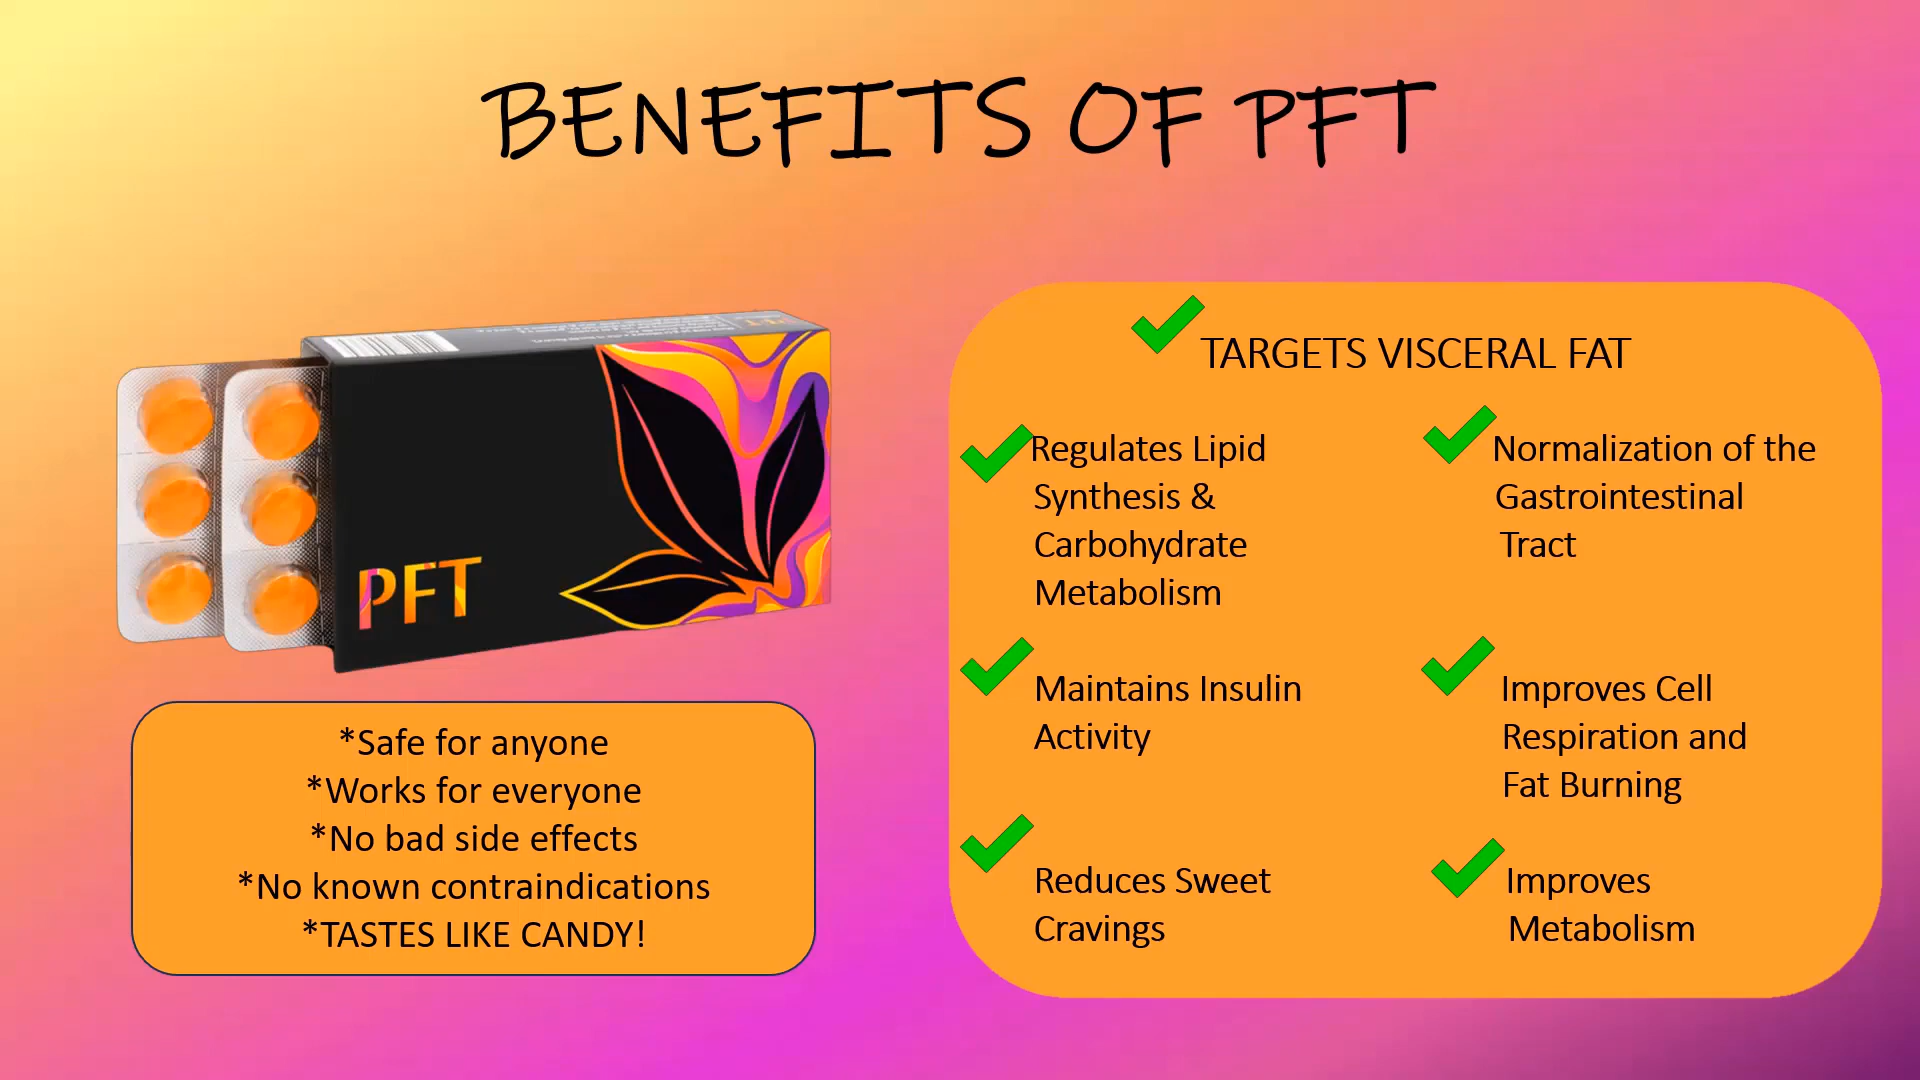 BENEFITS OF PFT
PFT
*Safe for anyone
*Works for everyone
*No bad side effects
*No known contraindications
*TASTES LIKE CANDY!
TARGETS VISCERAL FAT
Regulates Lipid
Synthesis &
Carbohydrate
Metabolism
Maintains Insulin
Activity
Reduces Sweet
Cravings
Normalization of the
Gastrointestinal
Tract
Improves Cell
Respiration and
Fat Burning
Improves
Metabolism